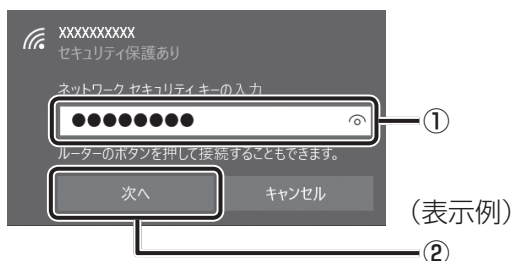 XXXXXXXXXX
セキュリティ保護あり
ネットワーク セキュリティ キーの入力
●●●●●●●●
①
ルーターのボタンを押して接続することもできます。
次へ キャンセル
（表示例）
②